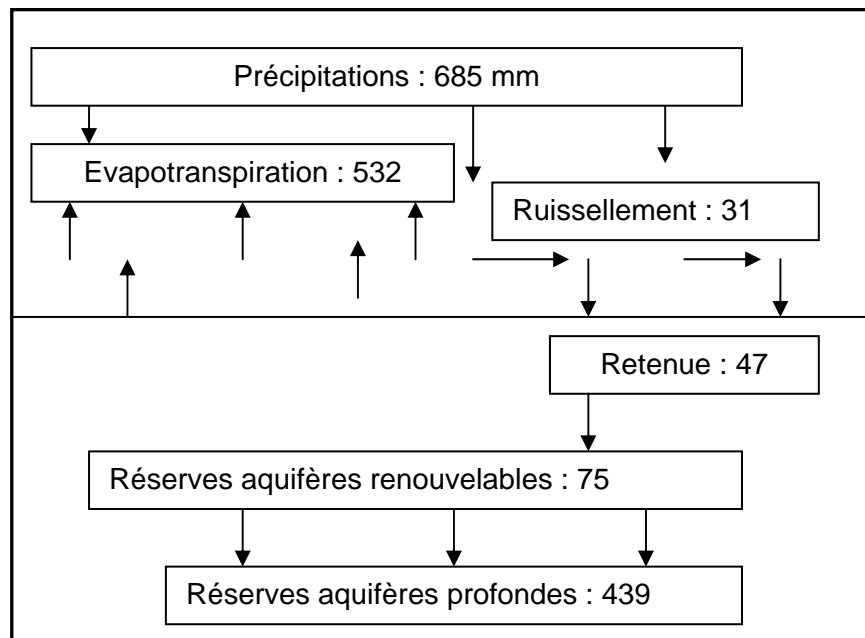 Précipitations : 685 mm
Evapotranspiration : 532
Ruissellement : 31
Retenue : 47
Réserves aquifères renouvelables : 75
Réserves aquifères profondes : 439